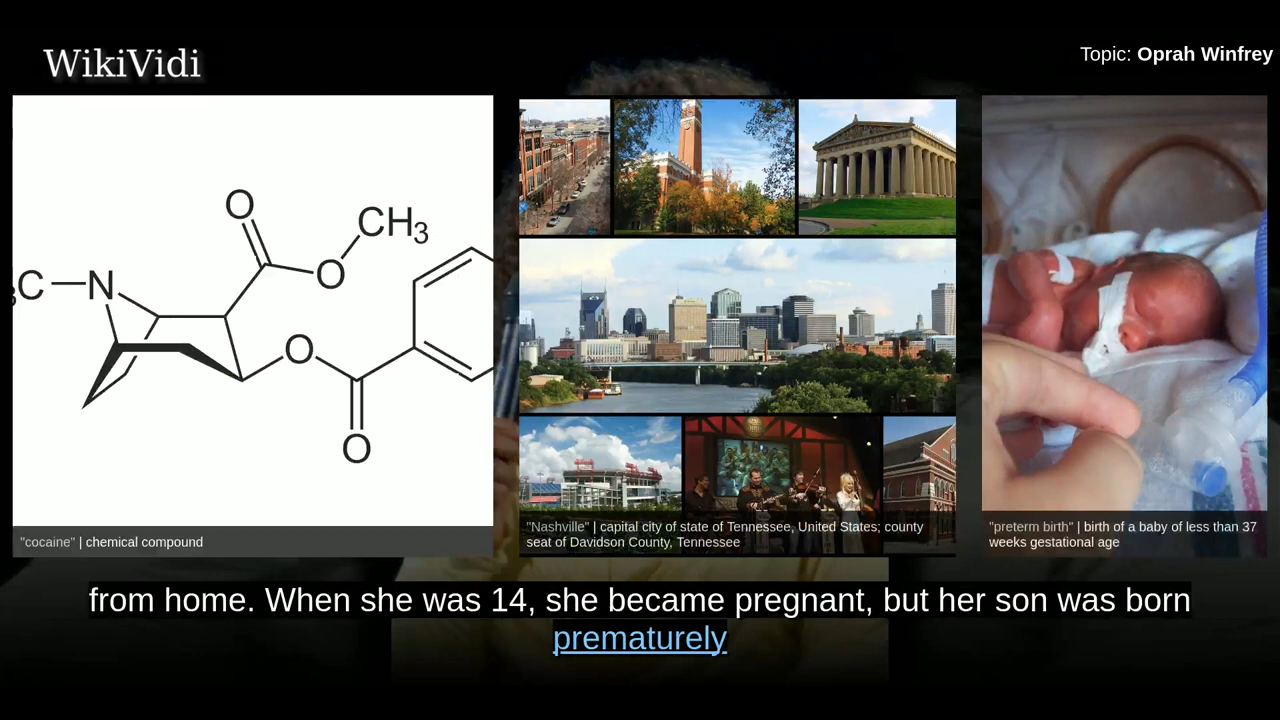 WikiVidi
Topic: Oprah Winfrey
O
CH3
O
3C
N
O
O
"cocaine" | chemical compound
"Nashville" | capital city of state of Tennessee, United States; county
seat of Davidson County, Tennessee
"preterm birth" | birth of a baby of less than 37
weeks gestational age
from home. When she was 14, she became pregnant, but her son was born
prematurely